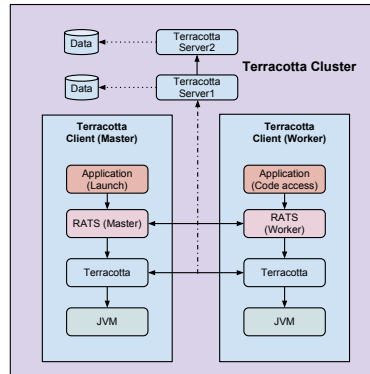 Data
Terracotta
Server2
Data
Terracotta
Server1
Terracotta Cluster
Terracotta
Client (Master)
Application
(Launch)
RATS (Master)
Terracotta
JVM
Terracotta
Client (Worker)
Application
(Code access)
RATS
(Worker)
Terracotta
JVM